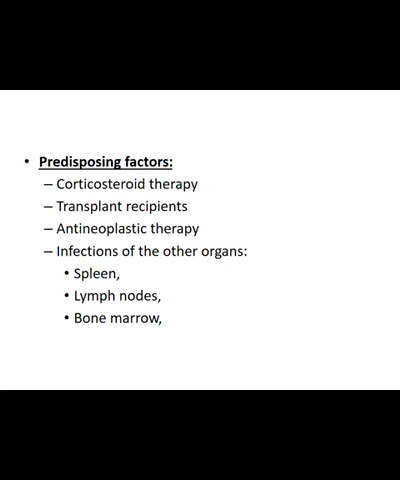 • Predisposing factors:
– Corticosteroid therapy
– Transplant recipients
– Antineoplastic therapy
– Infections of the other organs:
• Spleen,
• Lymph nodes,
• Bone marrow,